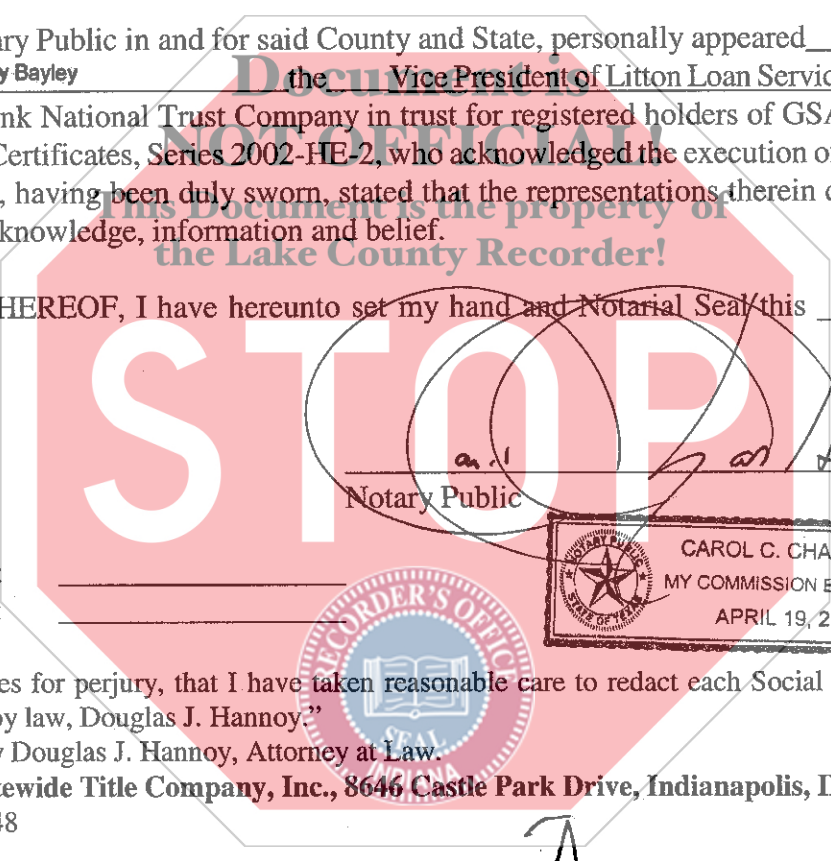 ary Public in and for said County and State, personally appeared
y Bayley the Vice President of Litton Loan Servic
Document is
ink National Trust Company in trust for registered holders of GSA
NOT OFFICIAL!
Certificates, Series 2002-HE-2, who acknowledged the execution o
, having been duly sworn, stated that the representations therein c
This Document is the property of
knowledge, information and belief.
the Lake County Recorder!
HEREOF, I have hereunto set my hand and Notarial Seal this
STOP
Notary Public
NOTARY PUBLIC
STATE OF TEXAS
CAROL C. CHA
MY COMMISSION E
APRIL 19, 2
RECORDER'S OFFICE
SEAL
INDIANA
es for perjury, that I have taken reasonable care to redact each Social
by law, Douglas J. Hannoy."
y Douglas J. Hannoy, Attorney at Law.
tewide Title Company, Inc., 8646 Castle Park Drive, Indianapolis, I
48